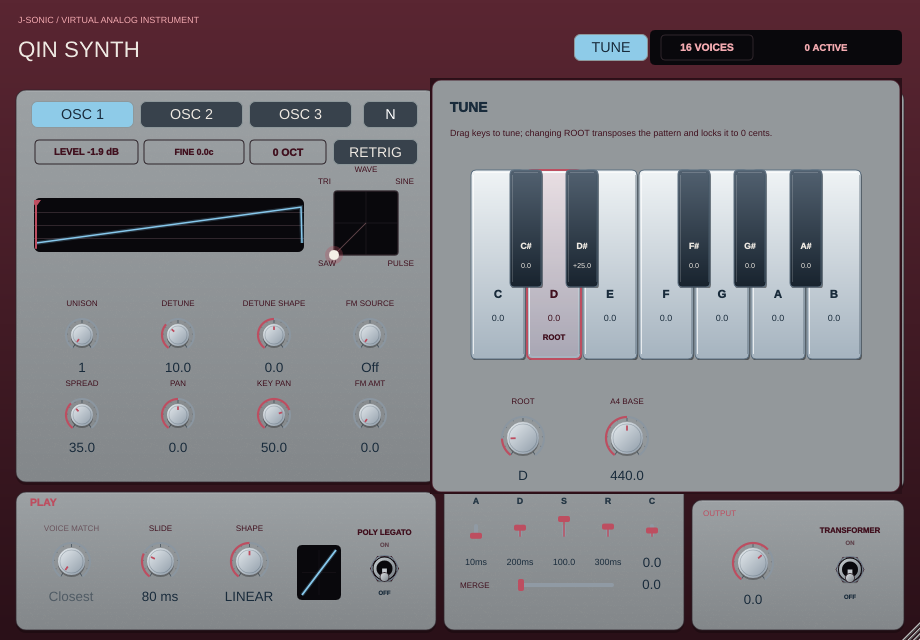 J-SONIC / VIRTUAL ANALOG INSTRUMENT
QIN SYNTH
TUNE
16 VOICES
0 ACTIVE
OSC 1
OSC 2
OSC 3
N
LEVEL -1.9 dB
FINE 0.0c
0 OCT
RETRIG
WAVE
TRI
SINE
SAW
PULSE
UNISON
DETUNE
DETUNE SHAPE
FM SOURCE
1
10.0
0.0
Off
SPREAD
PAN
KEY PAN
FM AMT
35.0
0.0
50.0
0.0
TUNE
Drag keys to tune; changing ROOT transposes the pattern and locks it to 0 cents.
C#
D#
F#
G#
A#
0.0
+25.0
0.0
0.0
0.0
C
D
E
F
G
A
B
0.0
0.0
0.0
0.0
0.0
0.0
0.0
ROOT
ROOT
A4 BASE
D
440.0
PLAY
VOICE MATCH
SLIDE
SHAPE
POLY LEGATO
ON
OFF
Closest
80 ms
LINEAR
A
D
S
R
C
10ms
200ms
100.0
300ms
0.0
MERGE
0.0
OUTPUT
TRANSFORMER
ON
OFF
0.0